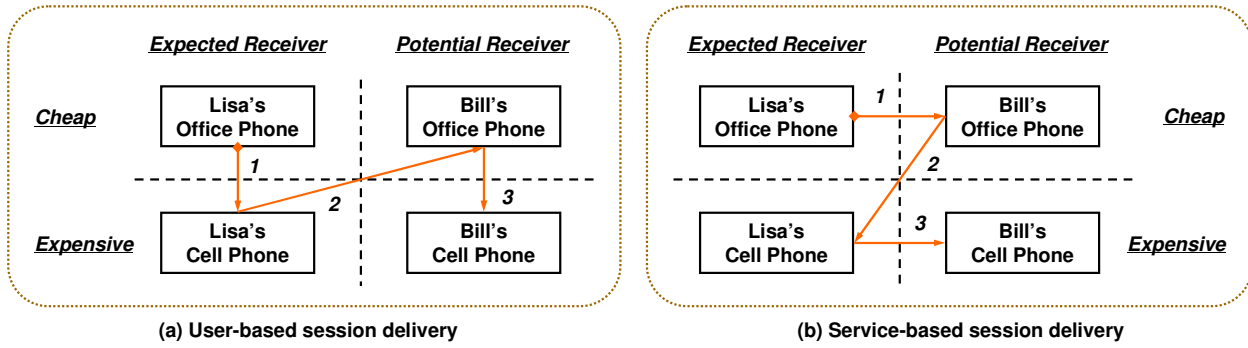 Expected Receiver
Potential Receiver
Cheap
Lisa's
Office Phone
Bill's
Office Phone
1
2
3
Expensive
Lisa's
Cell Phone
Bill's
Cell Phone
(a) User-based session delivery
Expected Receiver
Potential Receiver
Lisa's
Office Phone
1
Bill's
Office Phone
Cheap
2
Lisa's
Cell Phone
3
Bill's
Cell Phone
Expensive
(b) Service-based session delivery